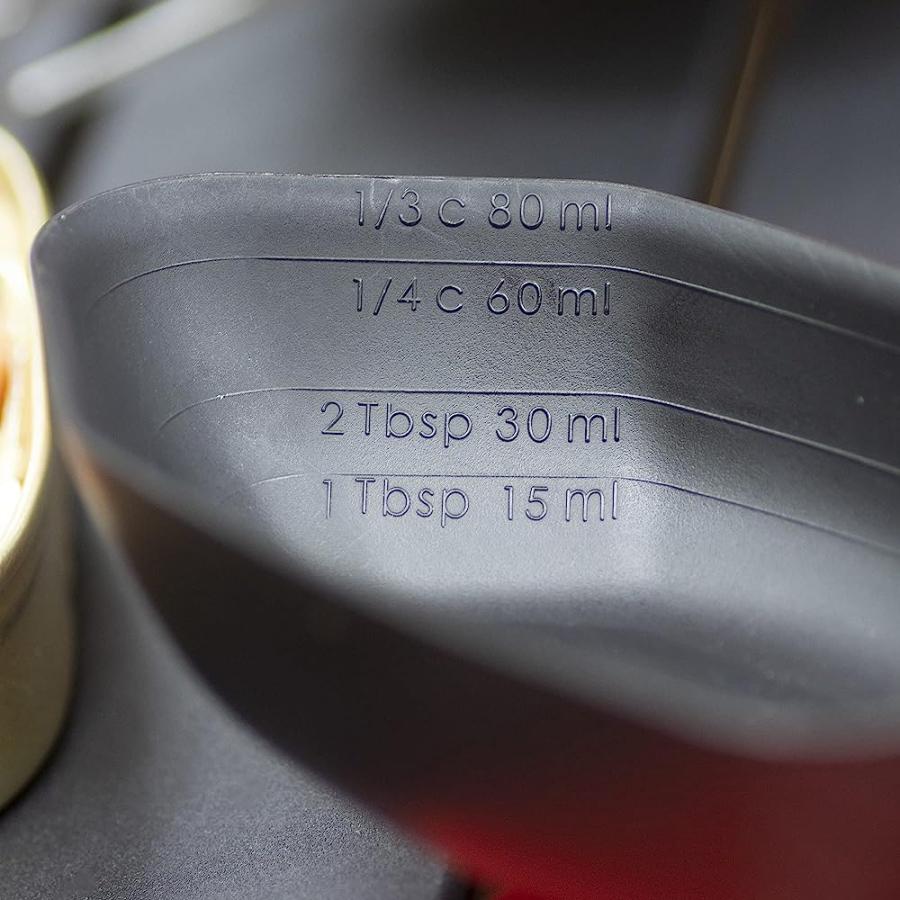 1/3 c 80 ml
1/4 c 60 ml
2 Tbsp 30 ml
1 Tbsp 15 ml